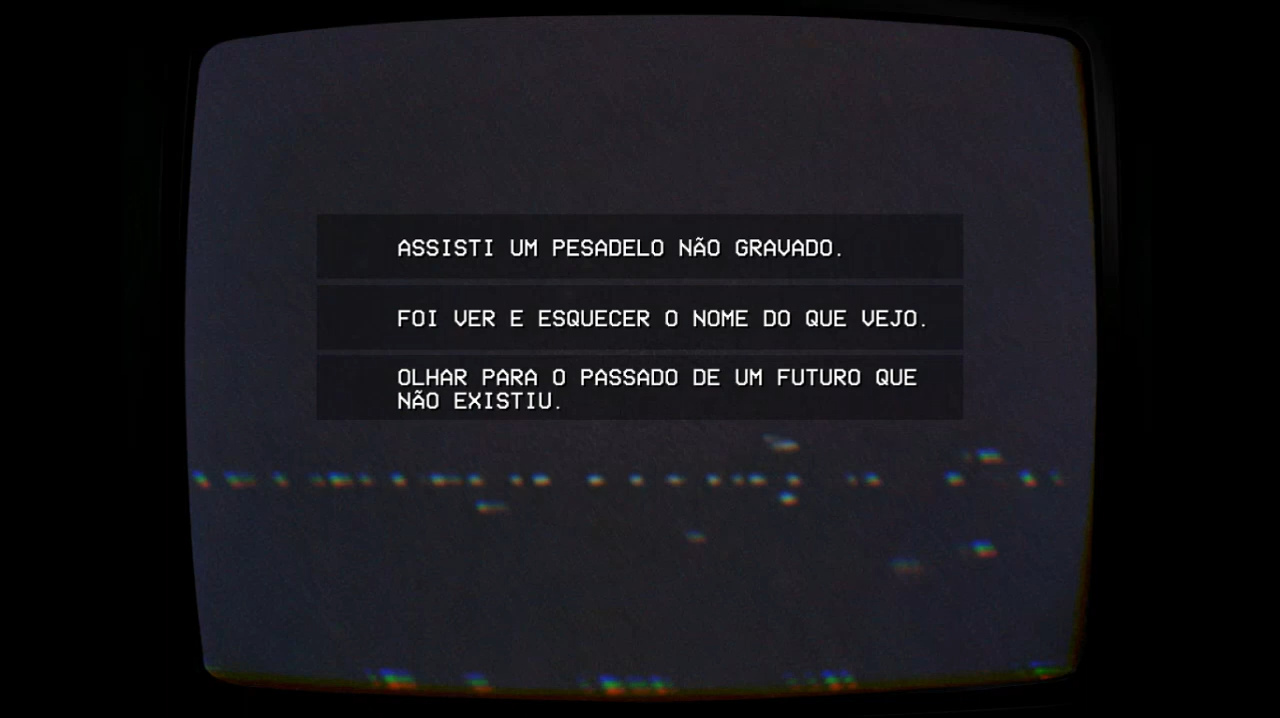 ASSISTI UM PESADELO NÃO GRAVADO.
FOI VER E ESQUECER O NOME DO QUE VEJO.
OLHAR PARA O PASSADO DE UM FUTURO QUE
NÃO EXISTIU.